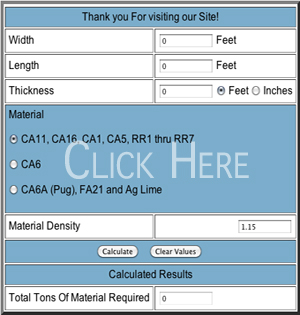 Thank you For visiting our Site!
Width 0 Feet
Length 0 Feet
Thickness 0 Feet Inches
Material
CA11, CA16, CA1, CA5, RR1 thru RR7
CLICK HERE
CA6
CA6A (Pug), FA21 and Ag Lime
Material Density 1.15
Calculate Clear Values
Calculated Results
Total Tons Of Material Required 0